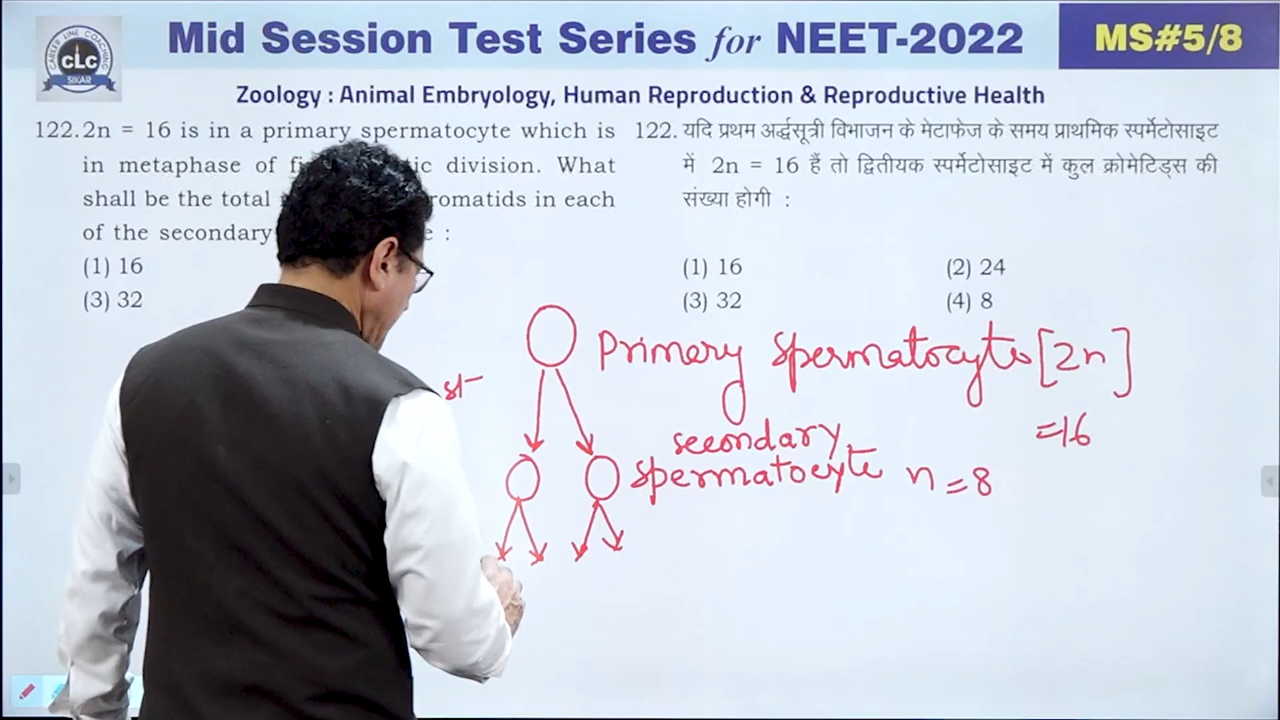 Mid Session Test Series for NEET-2022
MS#5/8
CAREER LINE COACHING
CLC
SIKAR
Zoology : Animal Embryology, Human Reproduction & Reproductive Health
122. 2n = 16 is in a primary spermatocyte which is
in metaphase of division. What
shall be the total in each
of the secondary :
(1) 16
(3) 32
122. यदि प्रथम अर्द्धसूत्री विभाजन के मेटाफेज के समय प्राथमिक स्पर्मेटोसाइट
में 2n = 16 हैं तो द्वितीयक स्पर्मेटोसाइट में कुल क्रोमेटिड्स की
संख्या होगी :
(1) 16 (2) 24
(3) 32 (4) 8
Primary spermatocytes [2n]
=16
st
secondary
spermatocyte n = 8